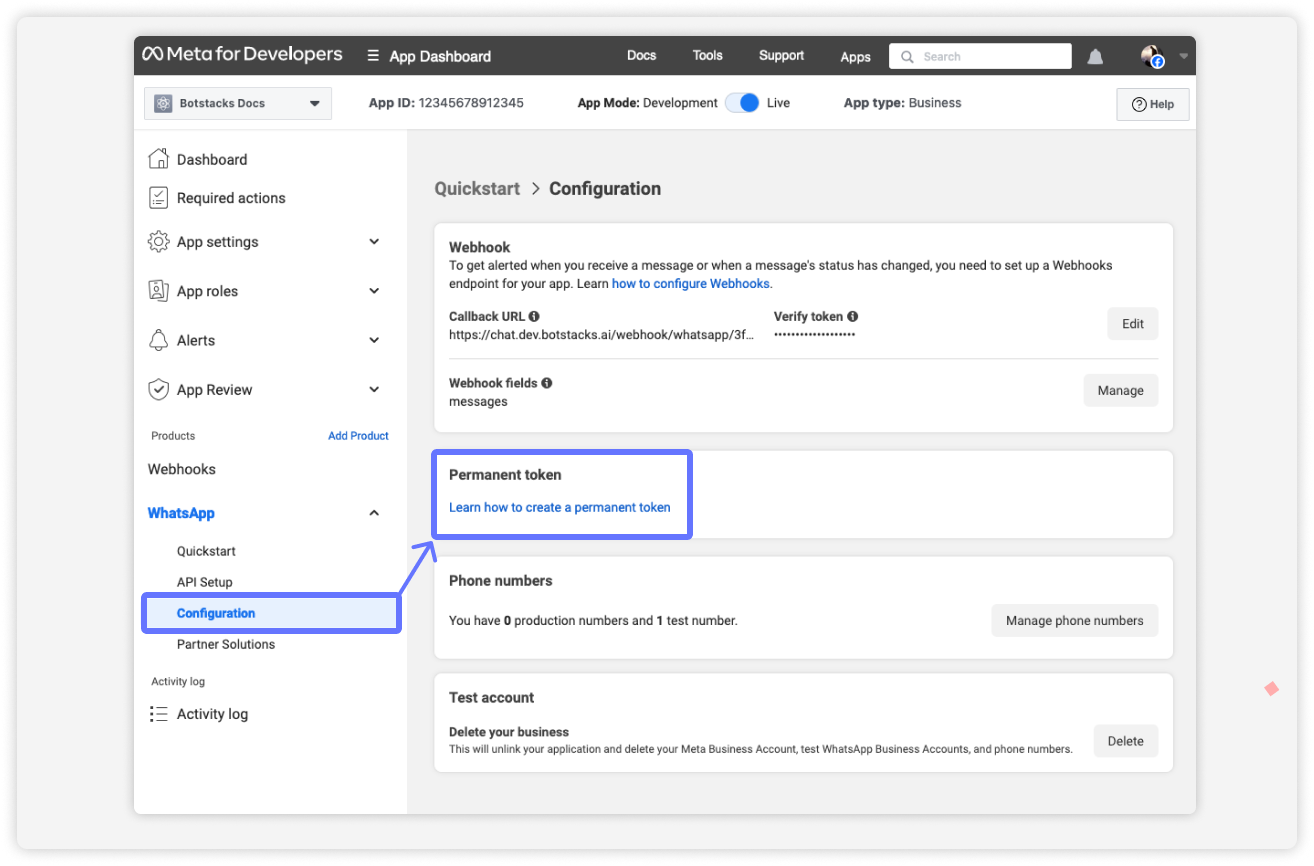 Meta for Developers
App Dashboard
Docs
Tools
Support
Apps
Search
Botstacks Docs
App ID: 12345678912345
App Mode: Development
Live
App type: Business
Help
Dashboard
Required actions
App settings
App roles
Alerts
App Review
Products
Add Product
Webhooks
WhatsApp
Quickstart
API Setup
Configuration
Partner Solutions
Activity log
Activity log
Quickstart > Configuration
Webhook
To get alerted when you receive a message or when a message's status has changed, you need to set up a Webhooks
endpoint for your app. Learn how to configure Webhooks.
Callback URL
https://chat.dev.botstacks.ai/webhook/whatsapp/3f...
Verify token
•••••••••••••••••••
Edit
Webhook fields
messages
Manage
Permanent token
Learn how to create a permanent token
Phone numbers
You have 0 production numbers and 1 test number.
Manage phone numbers
Test account
Delete your business
This will unlink your application and delete your Meta Business Account, test WhatsApp Business Accounts, and phone numbers.
Delete